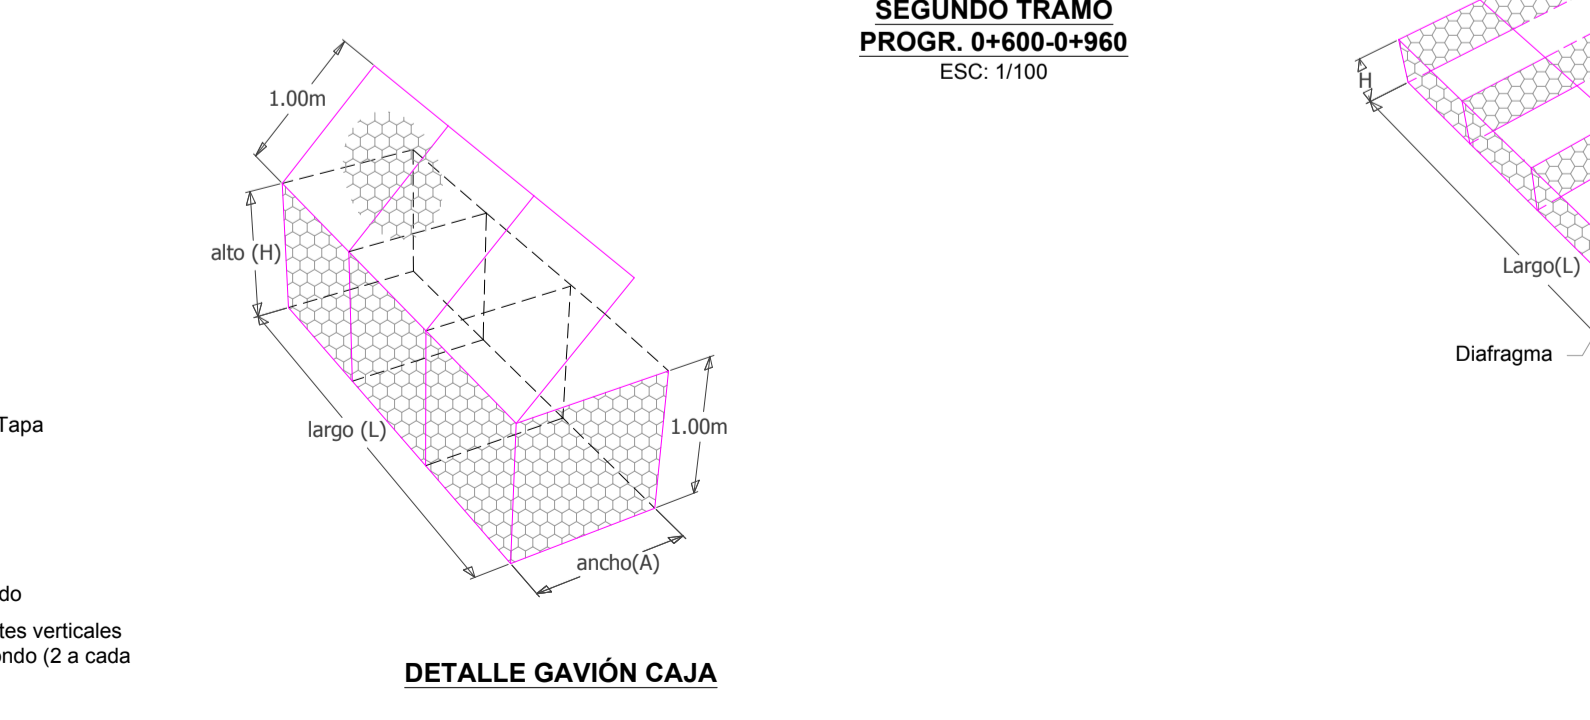 SEGUNDO TRAMO
PROGR. 0+600-0+960
ESC: 1/100
1.00m
alto (H)
largo (L)
1.00m
ancho(A)
DETALLE GAVIÓN CAJA
Tapa
do
tes verticales
ondo (2 a cada
H
Largo(L)
Diafragma